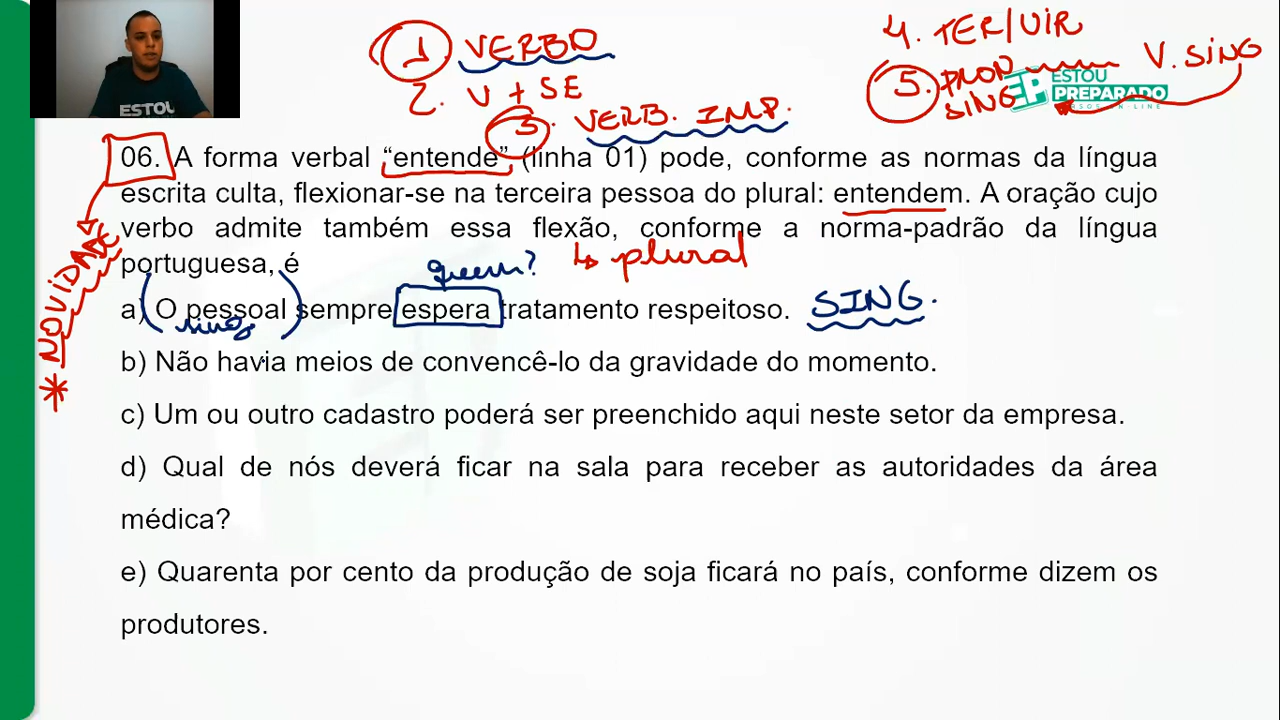 1 VERBO
2. V + SE
3. VERB. IMP.
4. TER/VIR
5. PRON SING V. SING
ESTOU
PREPARADO
ESTOU
06. A forma verbal “entende” (linha 01) pode, conforme as normas da língua
escrita culta, flexionar-se na terceira pessoa do plural: entendem. A oração cujo
verbo admite também essa flexão, conforme a norma-padrão da língua
portuguesa, é
↳ plural
quem?
* NOVIDADE
a) O pessoal sempre espera tratamento respeitoso. SING.
sing
b) Não havia meios de convencê-lo da gravidade do momento.
c) Um ou outro cadastro poderá ser preenchido aqui neste setor da empresa.
d) Qual de nós deverá ficar na sala para receber as autoridades da área
médica?
e) Quarenta por cento da produção de soja ficará no país, conforme dizem os
produtores.